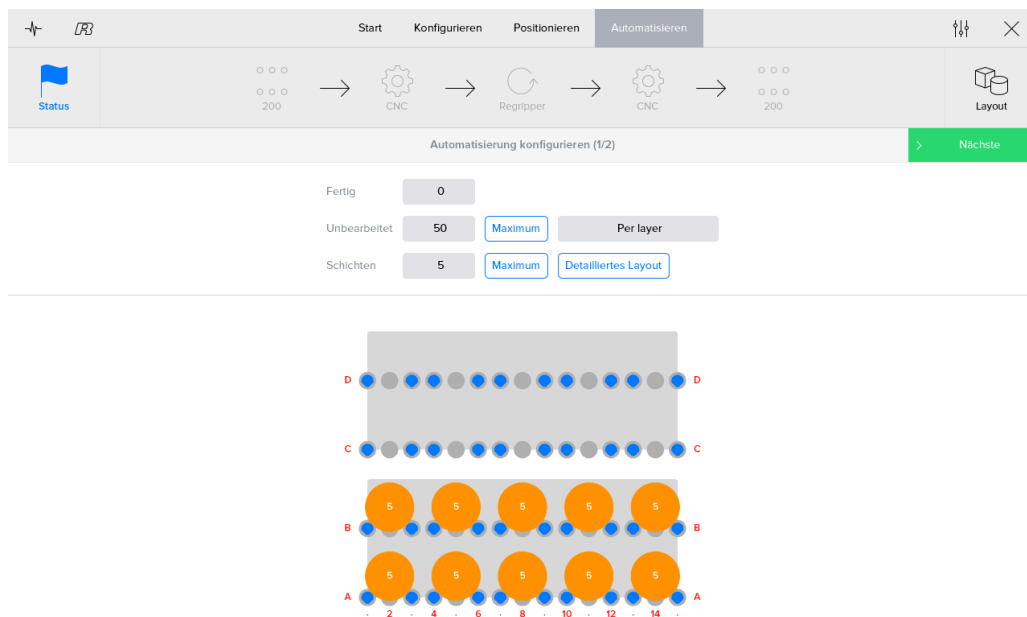 Start Konfigurieren Positionieren Automatisieren
Status 200 CNC Regripper CNC 200 Layout
Automatisierung konfigurieren (1/2) Nächste
Fertig 0
Unbearbeitet 50 Maximum Per layer
Schichten 5 Maximum Detailliertes Layout
D D
C C
5 5 5 5 5
B B
5 5 5 5 5
A A
· 2 · 4 · 6 · 8 · 10 · 12 · 14 ·